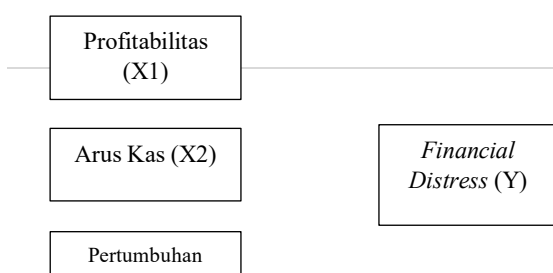 Profitabilitas
(X1)
Arus Kas (X2)
Financial
Distress (Y)
Pertumbuhan